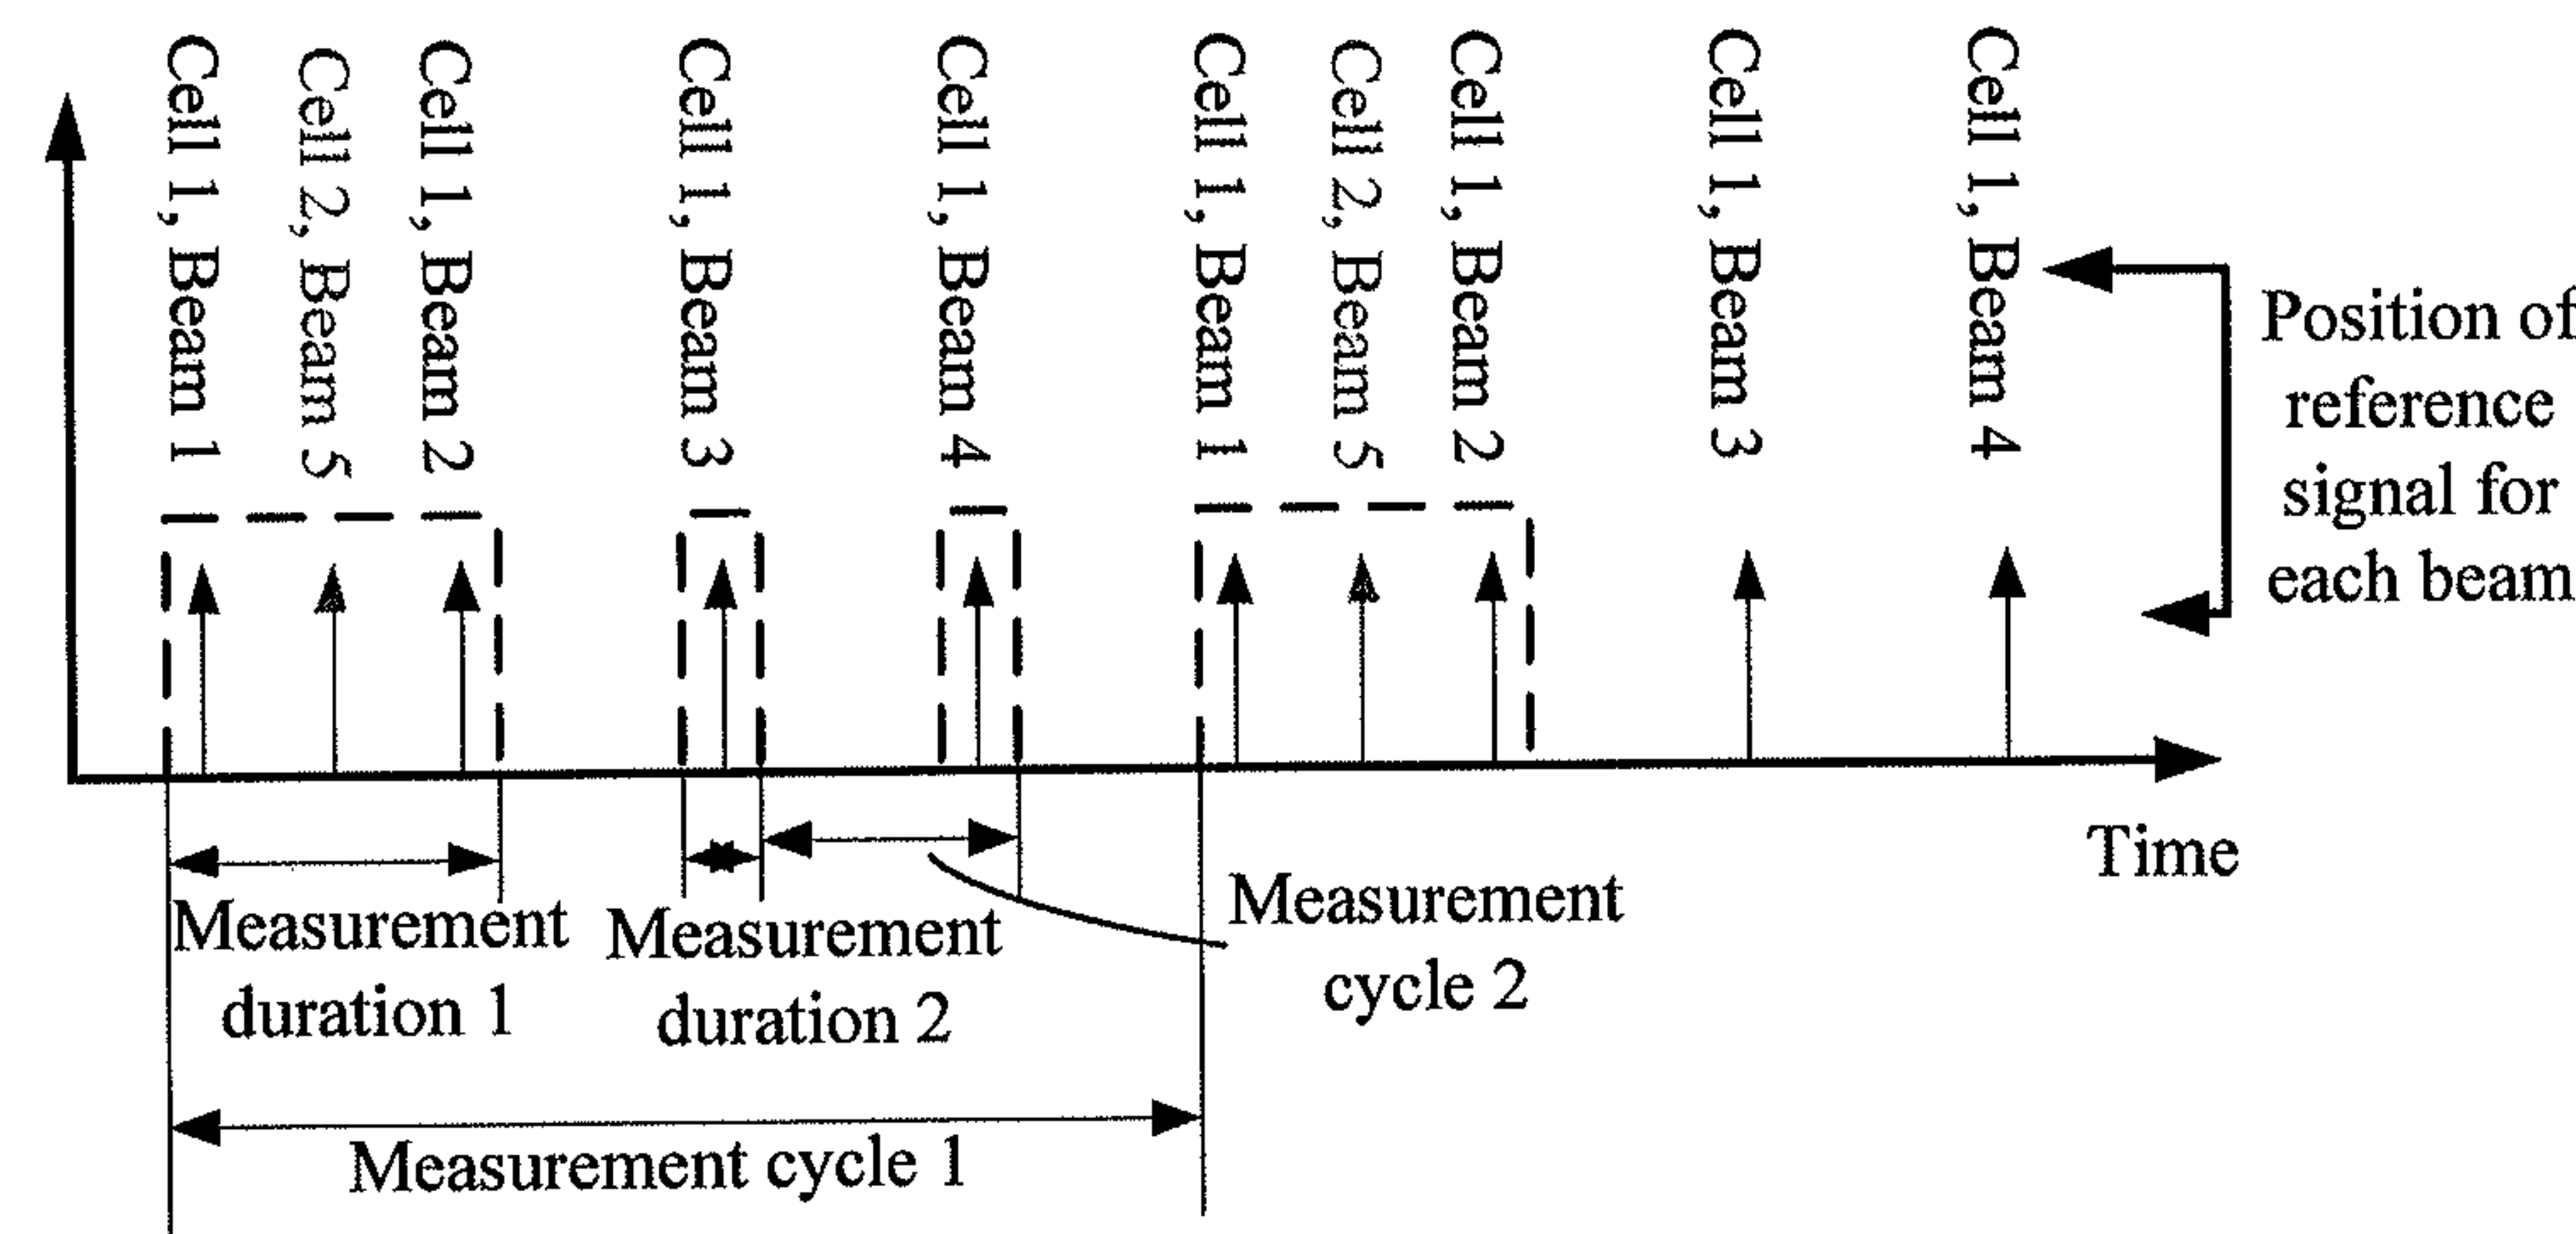 Cell 1, Beam 1
Cell 2, Beam 5
Cell 1, Beam 2
Cell 1, Beam 3
Cell 1, Beam 4
Cell 1, Beam 1
Cell 2, Beam 5
Cell 1, Beam 2
Cell 1, Beam 3
Cell 1, Beam 4
Position of
reference
signal for
each beam
Time
Measurement
duration 1
Measurement
duration 2
Measurement
cycle 2
Measurement cycle 1